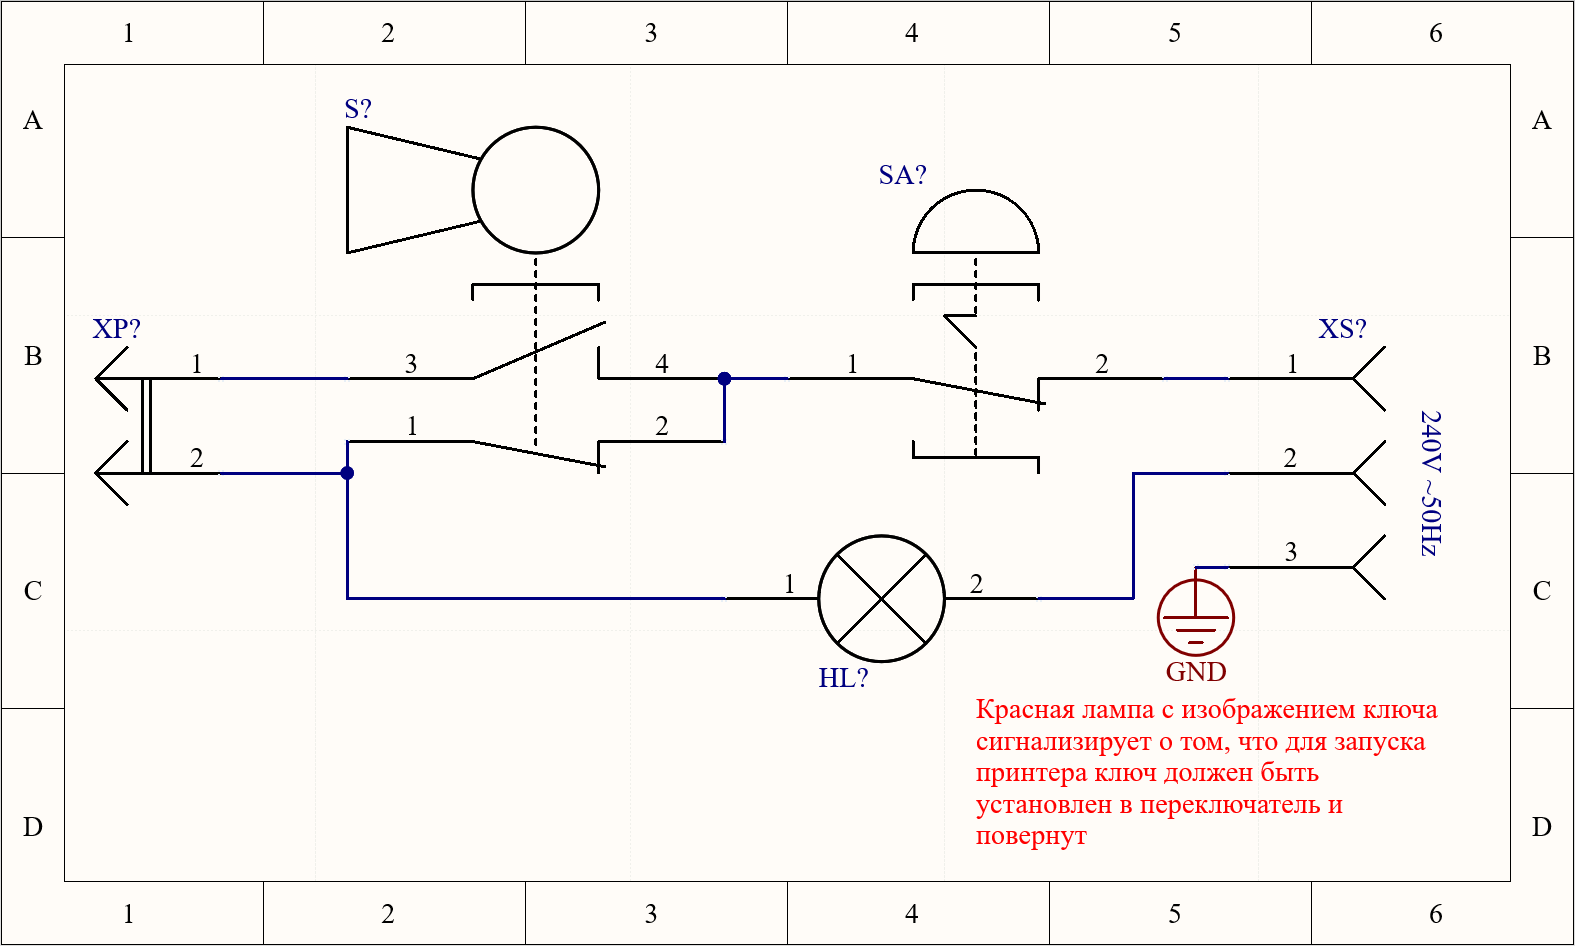 1 2 3 4 5 6
A A
S?
SA?
XP? XS?
B B
1 3 4 1 2 1
1 2
2 2
240V ~50Hz
3
C C
1 2
HL? GND
Красная лампа с изображением ключа
сигнализирует о том, что для запуска
принтера ключ должен быть
установлен в переключатель и
повернут
D D
1 2 3 4 5 6